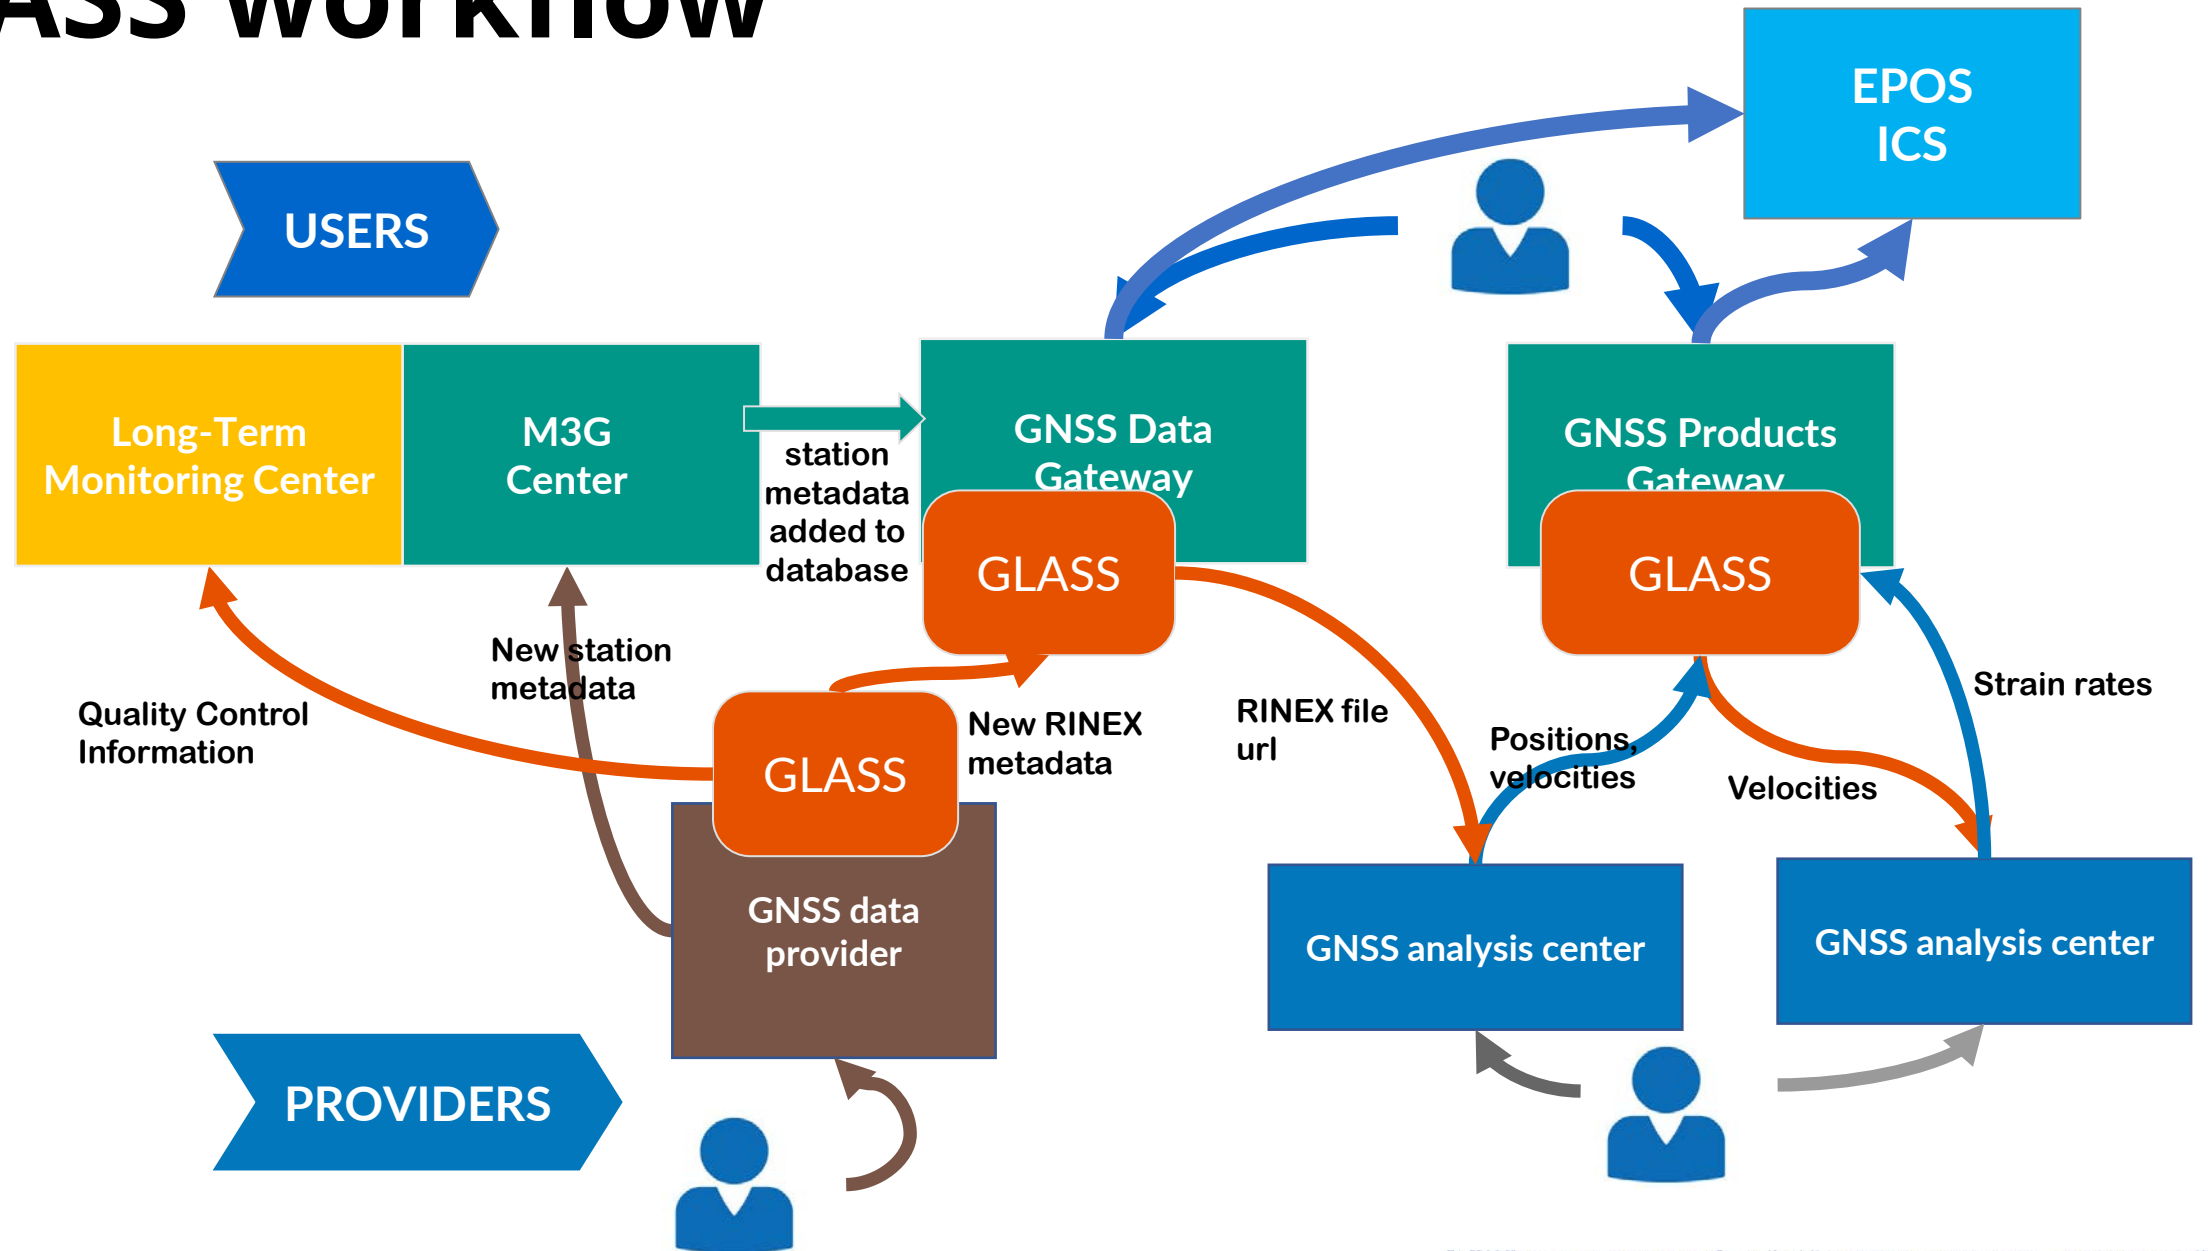 ASS Workflow
EPOS
ICS
USERS
Long-Term
Monitoring Center
M3G
Center
station
metadata
added to
database
GNSS Data
Gateway
GLASS
GNSS Products
Gateway
GLASS
New station
metadata
Quality Control
Information
GLASS
New RINEX
metadata
RINEX file
url
Positions,
velocities
Velocities
Strain rates
GNSS data
provider
GNSS analysis center
GNSS analysis center
PROVIDERS